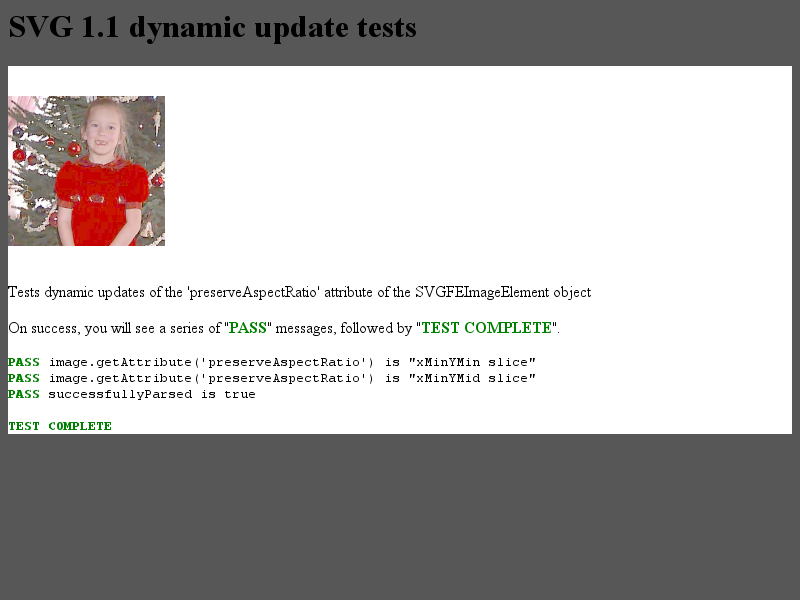 SVG 1.1 dynamic update tests
Tests dynamic updates of the 'preserveAspectRatio' attribute of the SVGFEImageElement object
On success, you will see a series of "PASS" messages, followed by "TEST COMPLETE".
PASS image.getAttribute('preserveAspectRatio') is "xMinYMin slice"
PASS image.getAttribute('preserveAspectRatio') is "xMinYMid slice"
PASS successfullyParsed is true
TEST COMPLETE